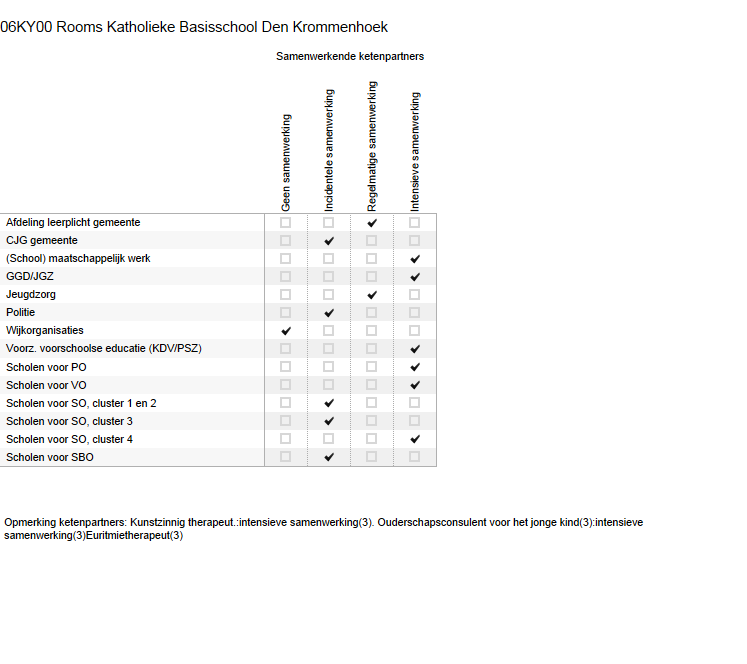 06KY00 Rooms Katholieke Basisschool Den Krommenhoek
Samenwerkende ketenpartners
Geen samenwerking
Incidentele samenwerking
Regelmatige samenwerking
Intensieve samenwerking
Afdeling leerplicht gemeente
CJG gemeente
(School) maatschappelijk werk
GGD/JGZ
Jeugdzorg
Politie
Wijkorganisaties
Voorz. voorschoolse educatie (KDV/PSZ)
Scholen voor PO
Scholen voor VO
Scholen voor SO, cluster 1 en 2
Scholen voor SO, cluster 3
Scholen voor SO, cluster 4
Scholen voor SBO
Opmerking ketenpartners: Kunstzinnig therapeut.:intensieve samenwerking(3). Ouderschapsconsulent voor het jonge kind(3):intensieve
samenwerking(3)Euritmietherapeut(3)